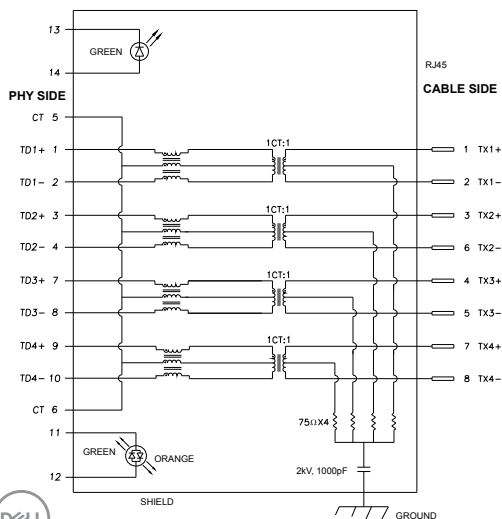 13
GREEN
14
RJ45
PHY SIDE
CABLE SIDE
CT 5
1CT:1
TD1+ 1
1 TX1+
TD1- 2
2 TX1-
1CT:1
TD2+ 3
3 TX2+
TD2- 4
6 TX2-
1CT:1
TD3+ 7
4 TX3+
TD3- 8
5 TX3-
1CT:1
TD4+ 9
7 TX4+
TD4- 10
8 TX4-
CT 6
75ΩX4
11
GREEN
ORANGE
2kV, 1000pF
12
SHIELD
GROUND
DELL